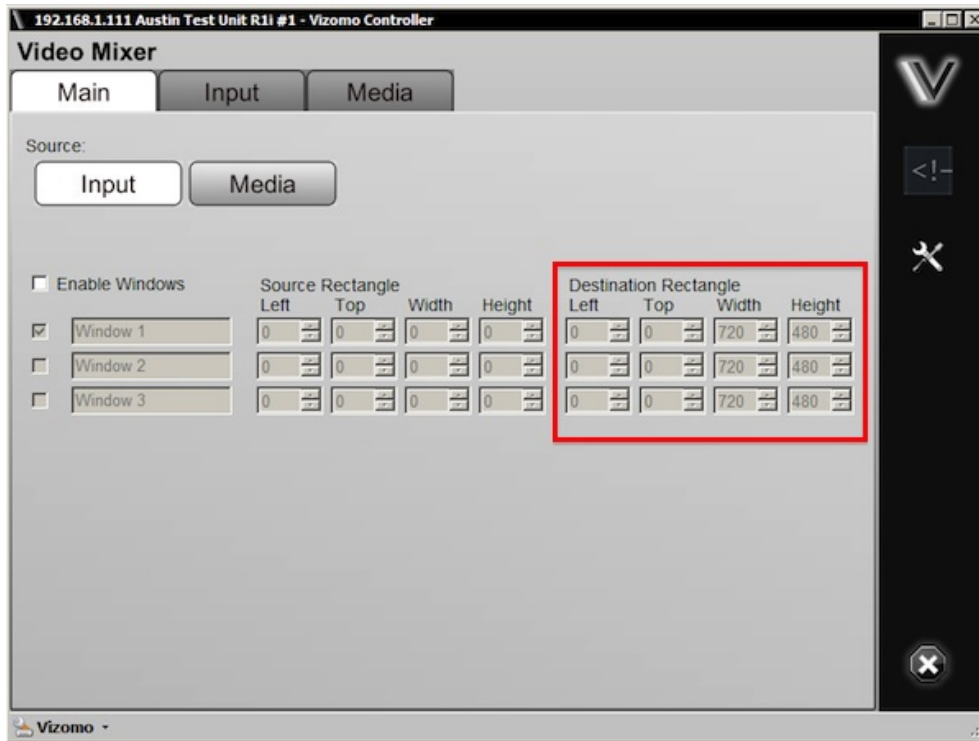 192.168.1.111 Austin Test Unit R1i #1 - Vizomo Controller
Video Mixer
Main Input Media
Source:
Input Media
Enable Windows Source Rectangle Destination Rectangle
Left Top Width Height Left Top Width Height
Window 1 0 0 0 0 0 0 720 480
Window 2 0 0 0 0 0 0 720 480
Window 3 0 0 0 0 0 0 720 480
<!-
Vizomo